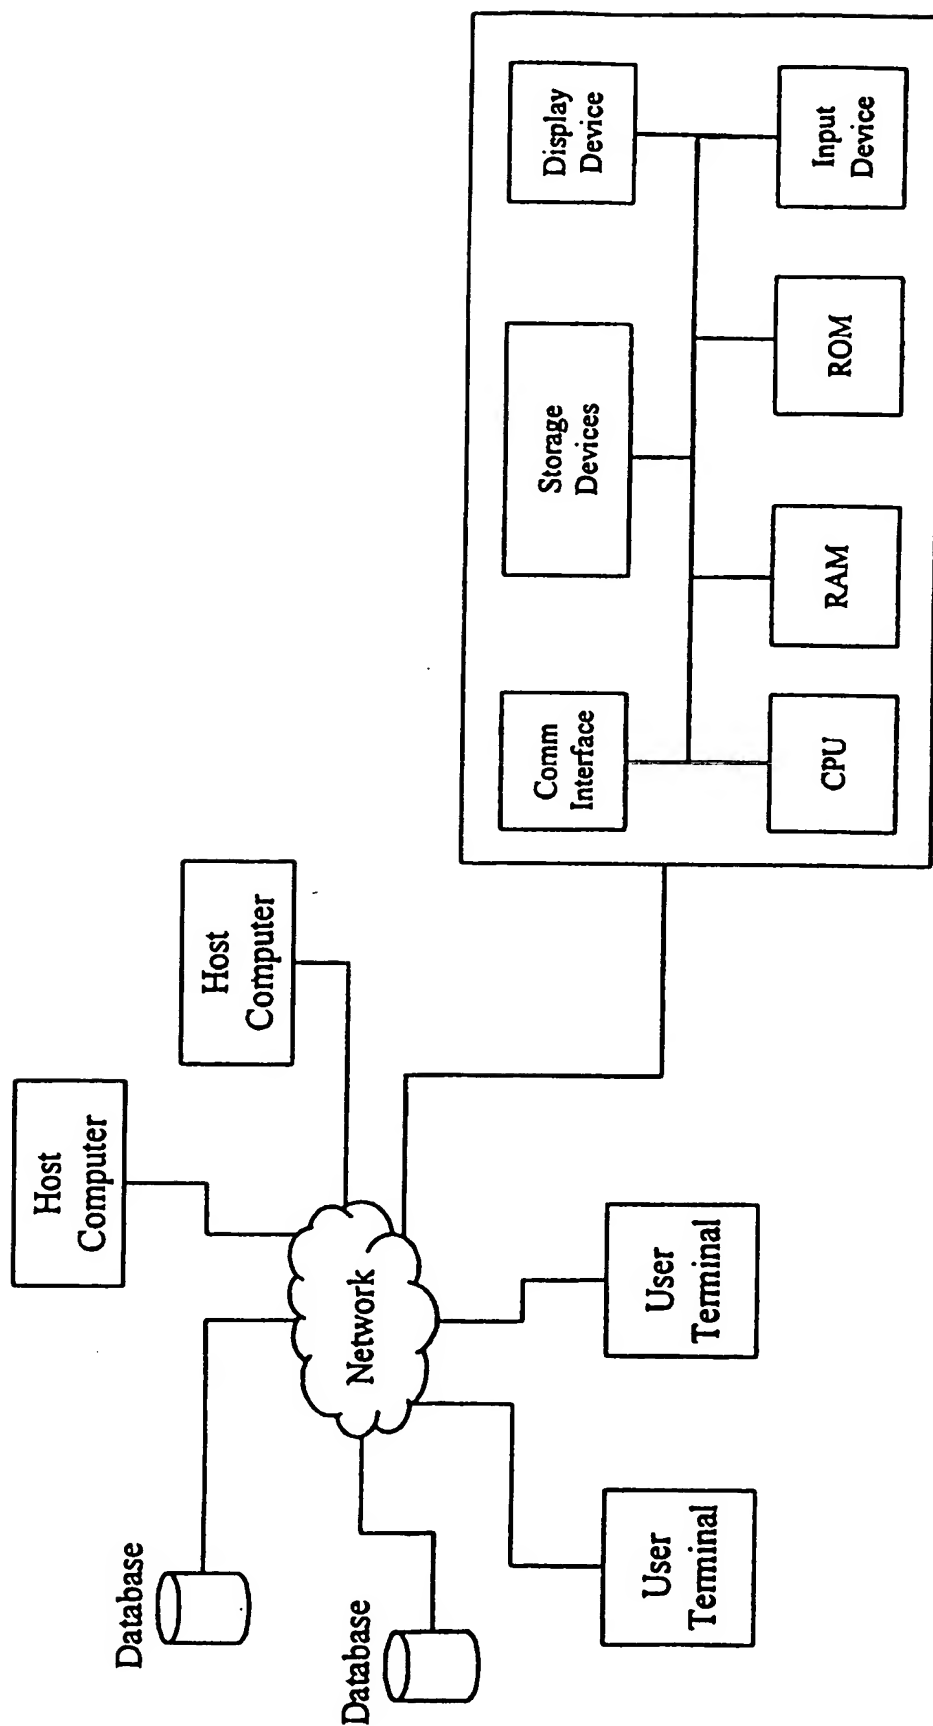 Database
Database
Host
Computer
Host
Computer
Network
User
Terminal
User
Terminal
Comm
Interface
Storage
Devices
Display
Device
CPU
RAM
ROM
Input
Device